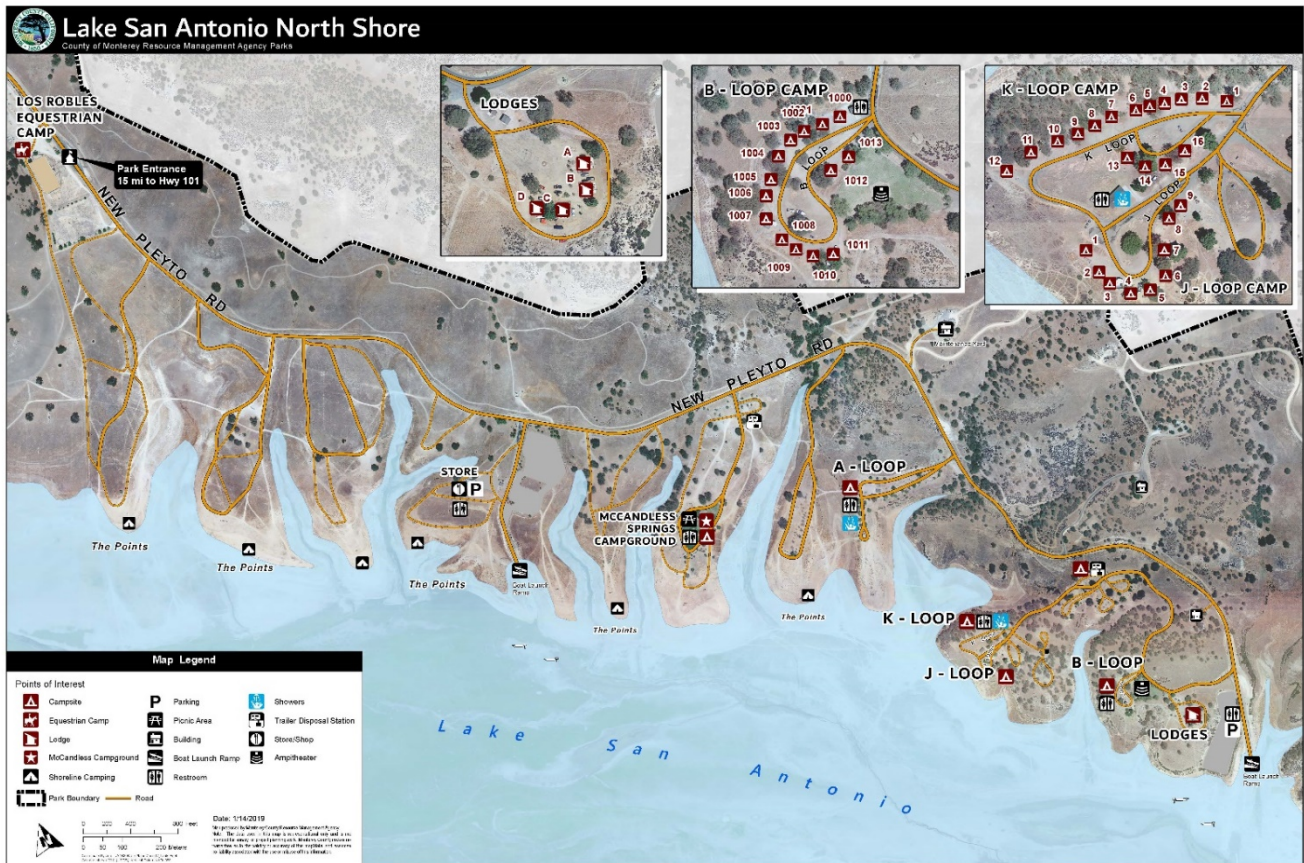 Lake San Antonio North Shore
County of Monterey Resource Management Agency Parks
LOS ROBLES
EQUESTRIAN
CAMP
Park Entrance
15 mi to Hwy 101
NEW PLEYTO RD
LODGES
A
B
C
D
B - LOOP CAMP
1000
1001
1002
1003
1004
1005
1006
1007
1008
1009
1010
1011
1012
1013
B LOOP
K - LOOP CAMP
1
2
3
4
5
6
7
8
9
10
11
12
13
14
15
16
K LOOP
J LOOP
1
2
3
4
5
6
7
8
9
J - LOOP CAMP
NEW PLEYTO RD
Maintenance Yard
STORE
P
MCCANDLESS
SPRINGS
CAMPGROUND
A - LOOP
The Points
The Points
The Points
The Points
The Points
Boat Launch
Ramp
K - LOOP
J - LOOP
B - LOOP
LODGES
P
Boat Launch
Ramp
Lake San Antonio
Map Legend
Points of Interest
Campsite
Equestrian Camp
Lodge
McCandless Campground
Shoreline Camping
P Parking
Picnic Area
Building
Boat Launch Ramp
Restroom
Showers
Trailer Disposal Station
Store/Shop
Ampitheater
Park Boundary
Road
0 200 400 800 Feet
0 50 100 200 Meters
Date: 1/14/2019